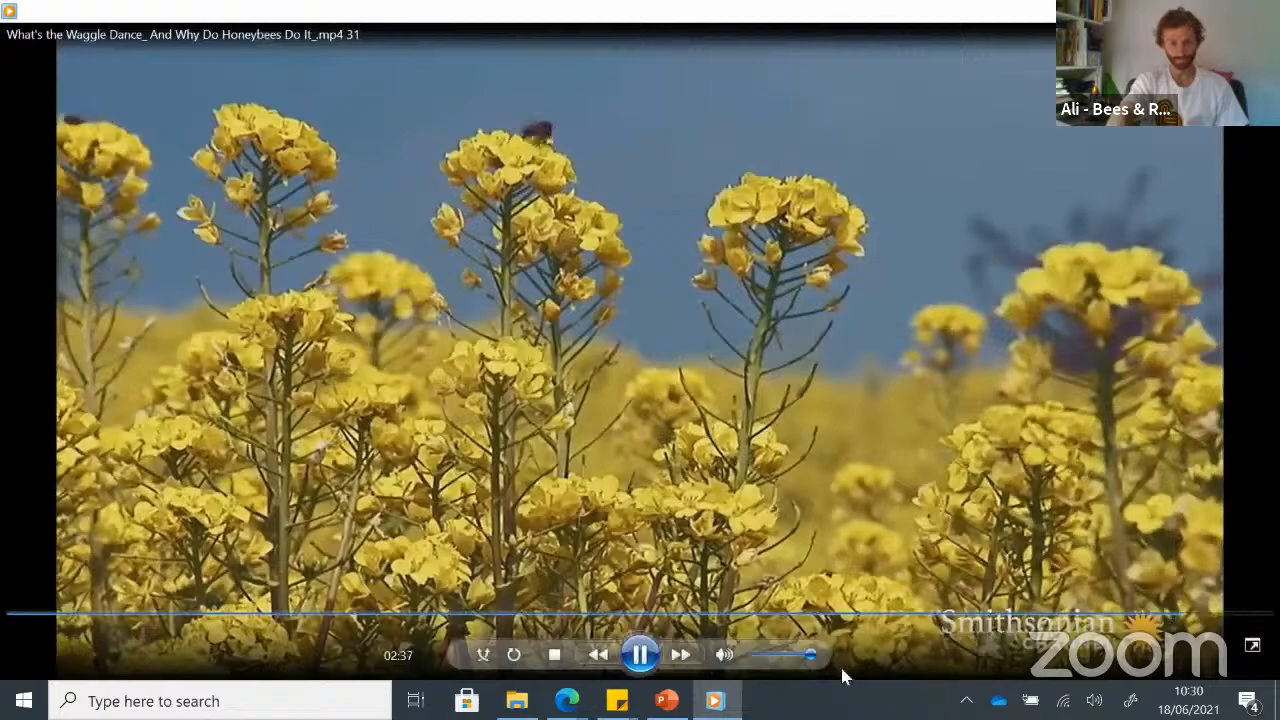 What's the Waggle Dance_ And Why Do Honeybees Do It_.mp4 31
Ali - Bees & R...
Smithsonian
zoom
02:37
Type here to search
10:30
18/06/2021
4